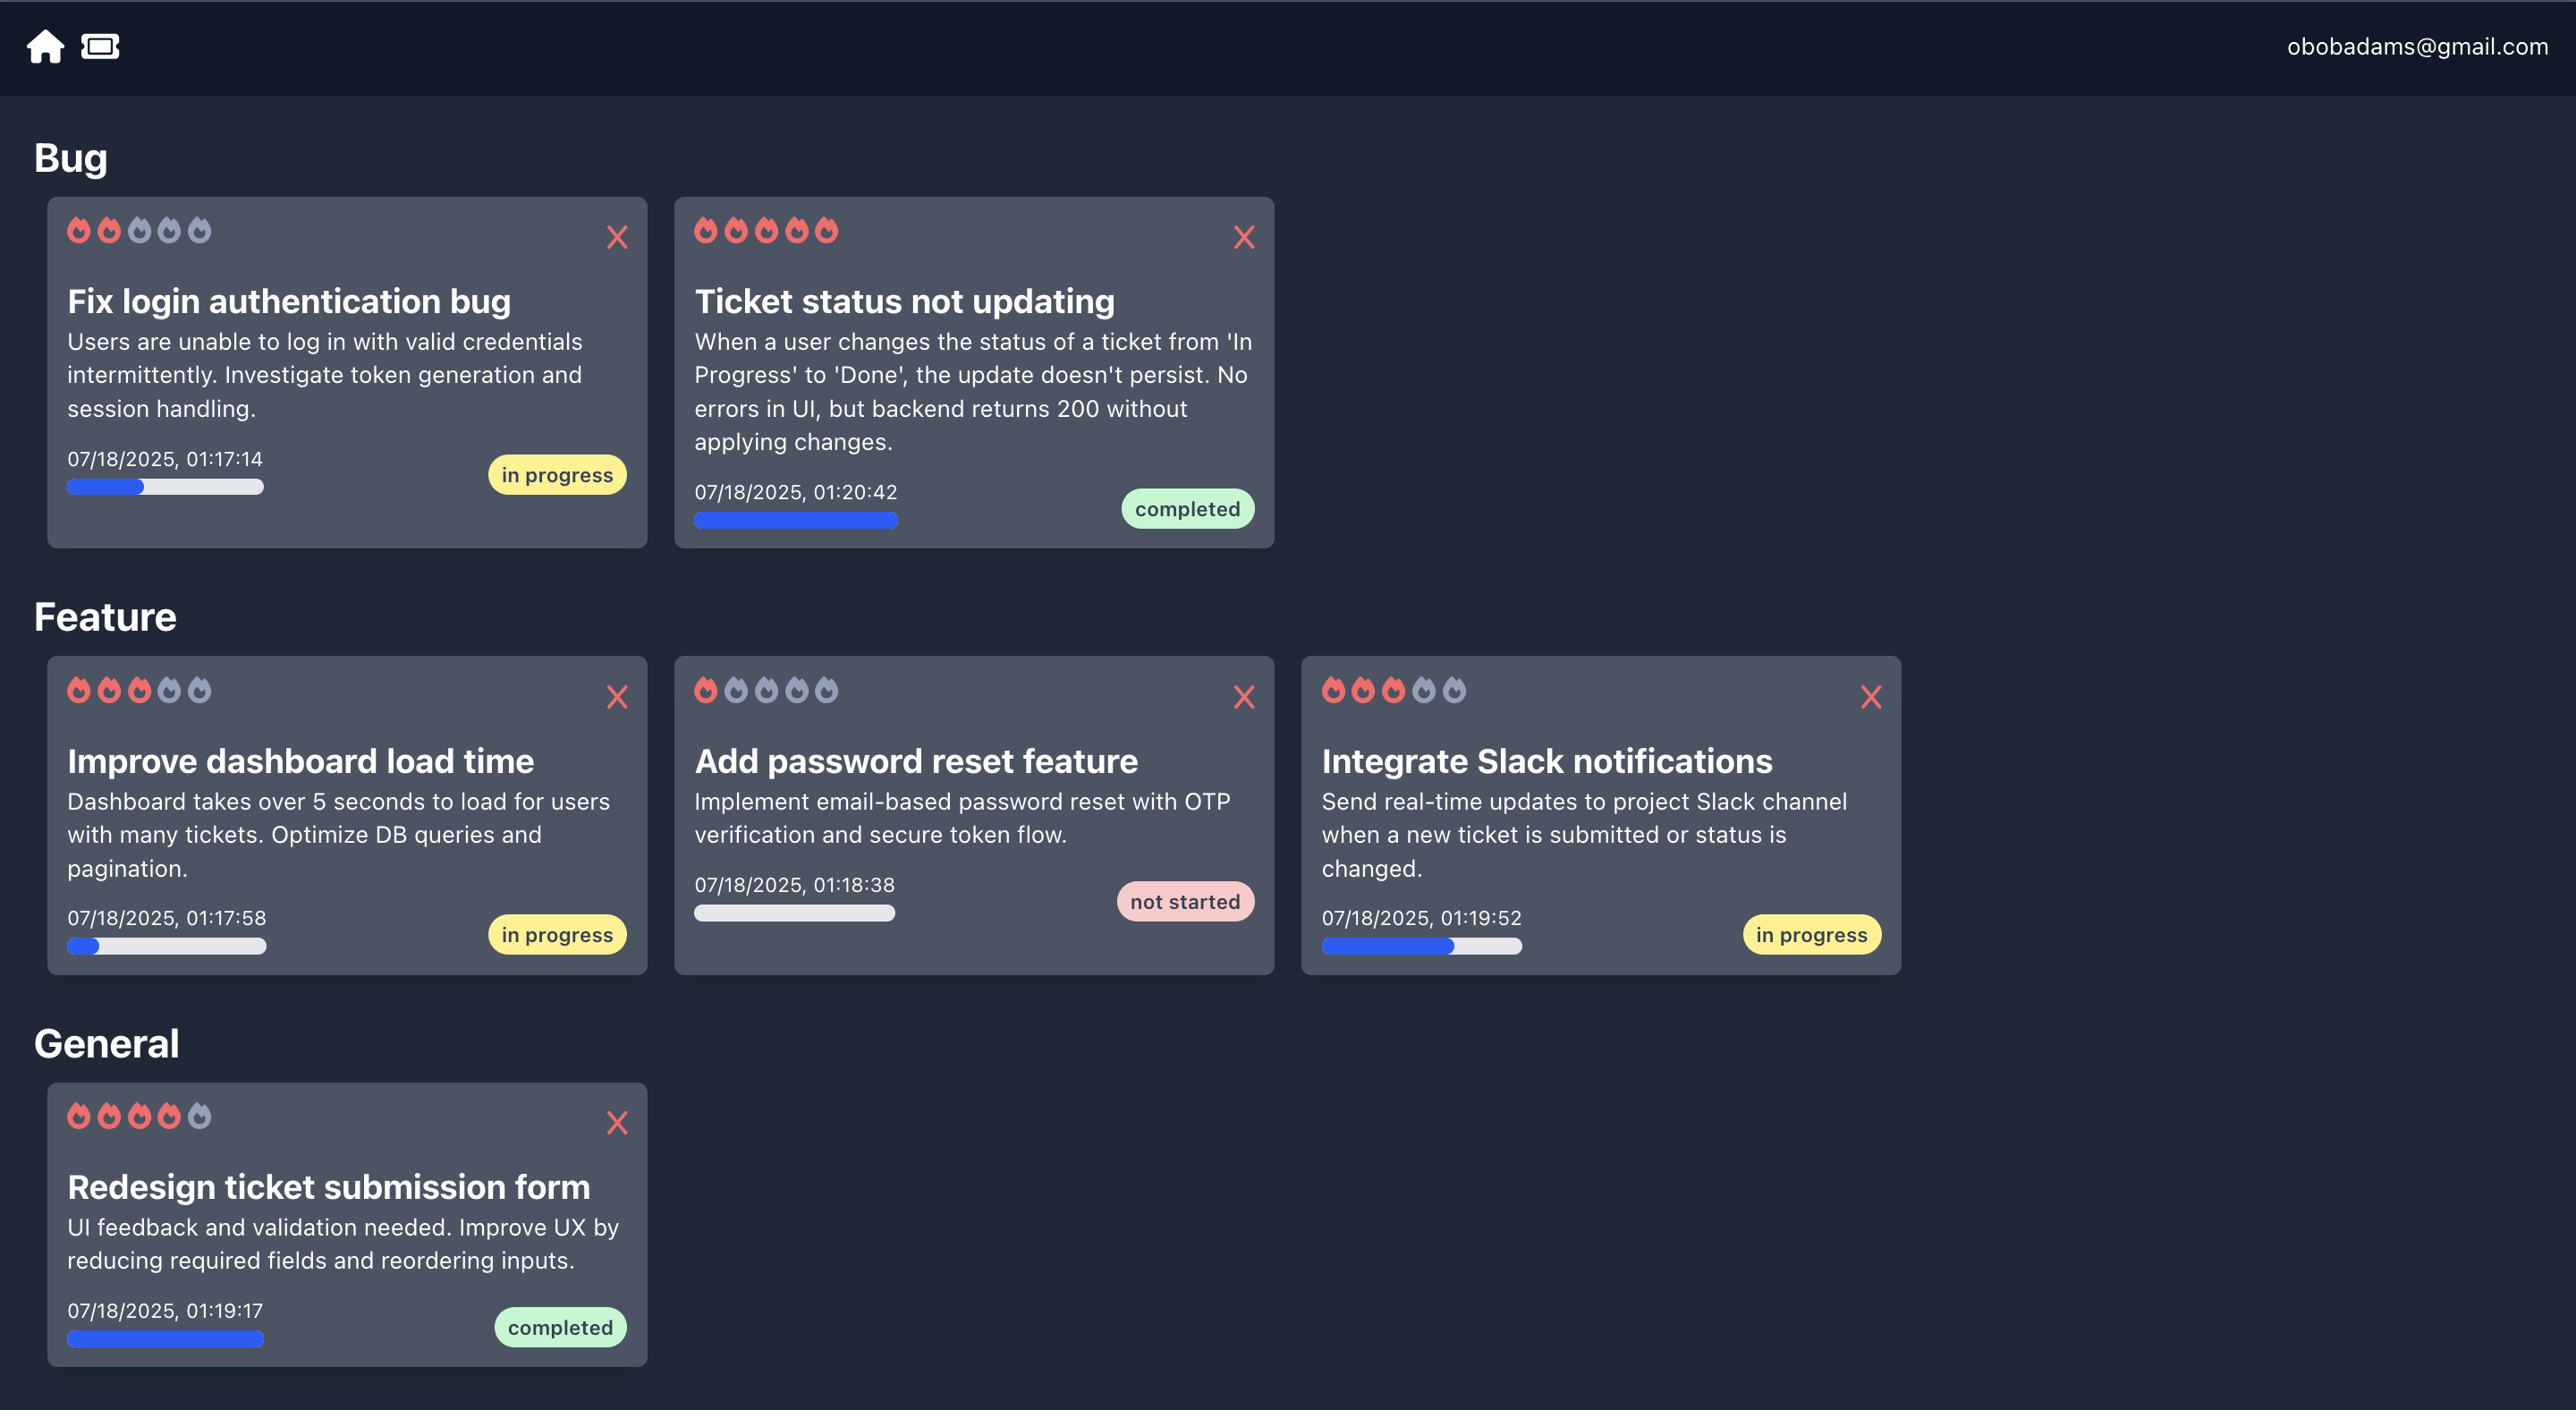 obobadams@gmail.com
Bug
Fix login authentication bug
Users are unable to log in with valid credentials
intermittently. Investigate token generation and
session handling.
07/18/2025, 01:17:14
in progress
Ticket status not updating
When a user changes the status of a ticket from 'In
Progress' to 'Done', the update doesn't persist. No
errors in UI, but backend returns 200 without
applying changes.
07/18/2025, 01:20:42
completed
Feature
Improve dashboard load time
Dashboard takes over 5 seconds to load for users
with many tickets. Optimize DB queries and
pagination.
07/18/2025, 01:17:58
in progress
Add password reset feature
Implement email-based password reset with OTP
verification and secure token flow.
07/18/2025, 01:18:38
not started
Integrate Slack notifications
Send real-time updates to project Slack channel
when a new ticket is submitted or status is
changed.
07/18/2025, 01:19:52
in progress
General
Redesign ticket submission form
UI feedback and validation needed. Improve UX by
reducing required fields and reordering inputs.
07/18/2025, 01:19:17
completed